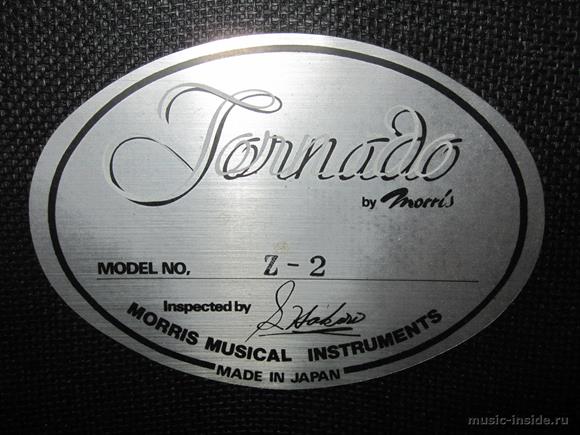 Tornado
by Morris
MODEL NO, Z-2
Inspected by
MORRIS MUSICAL INSTRUMENTS
MADE IN JAPAN
music-inside.ru